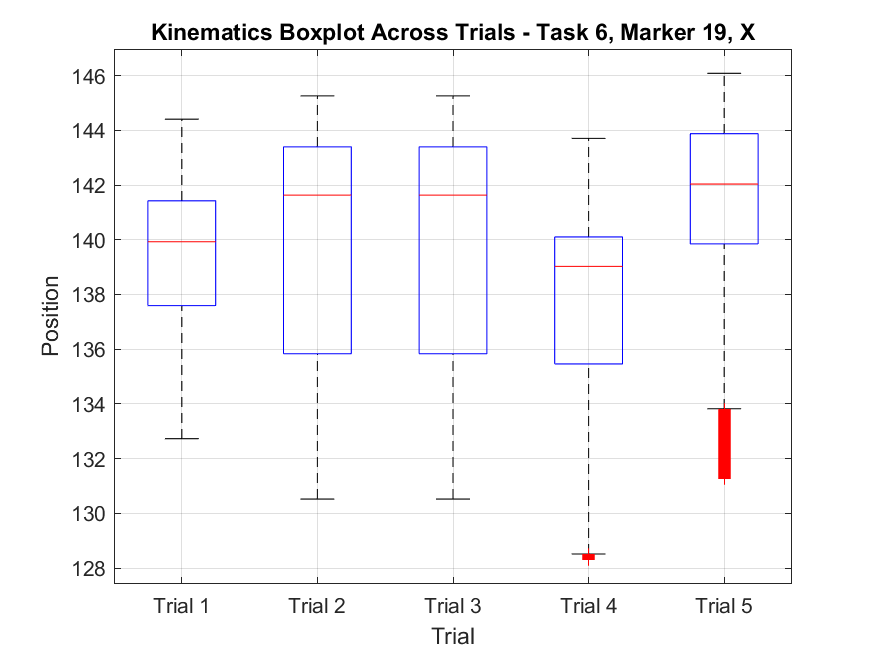 Kinematics Boxplot Across Trials - Task 6, Marker 19, X
146
144
142
140
138
136
134
132
130
128
Position
Trial 1 Trial 2 Trial 3 Trial 4 Trial 5
Trial